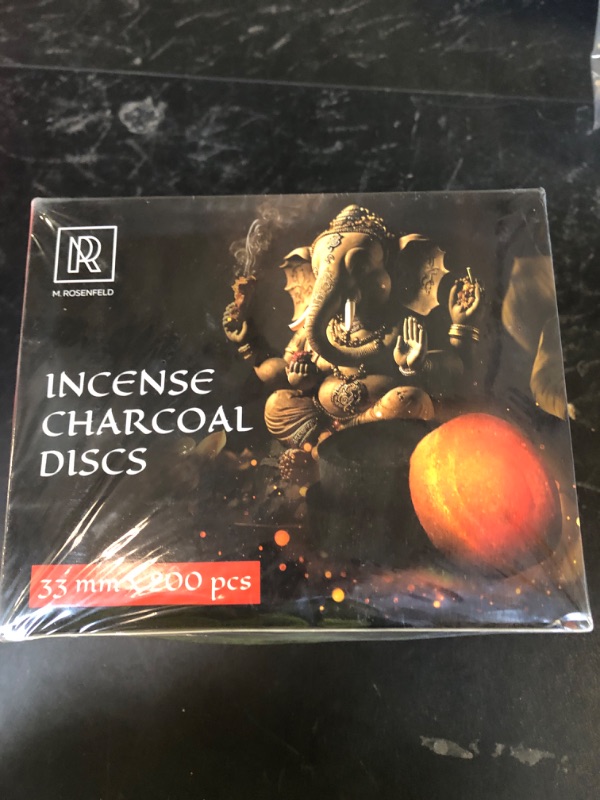 M. ROSENFELD
INCENSE
CHARCOAL
DISCS
33 mm x 200 pcs